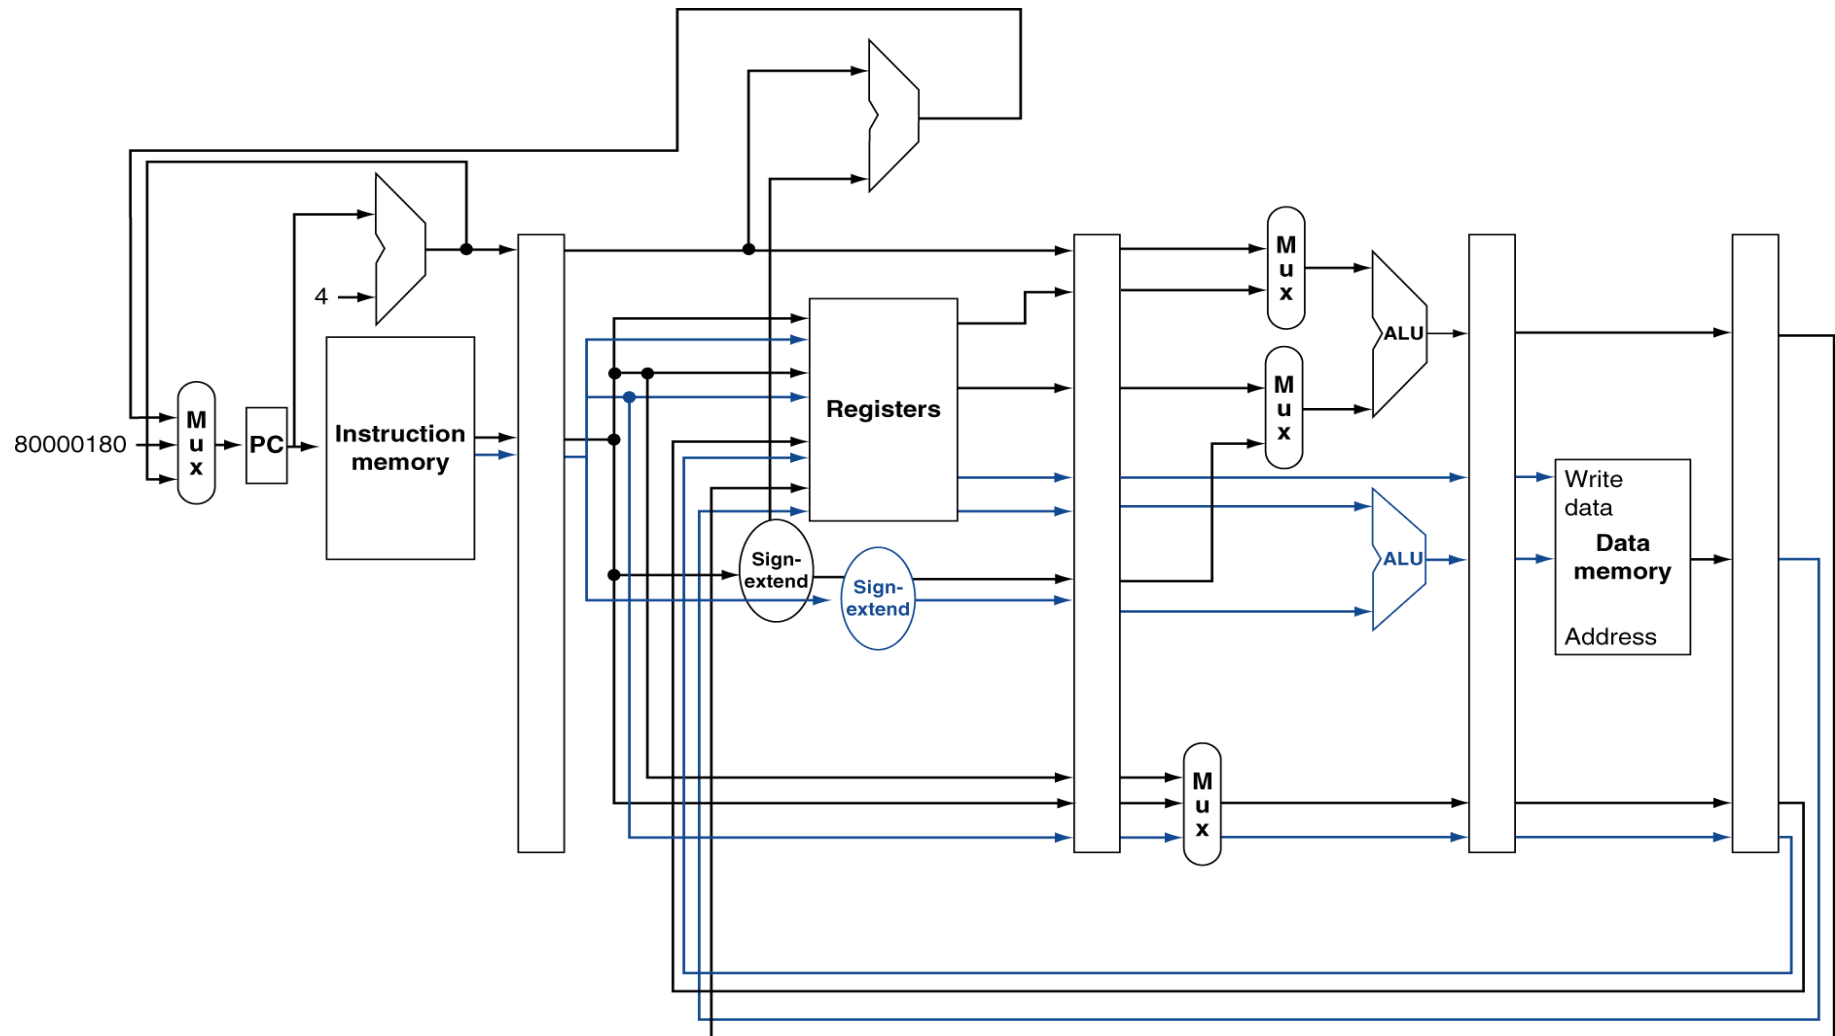 4
80000180
M
u
x
PC
Instruction
memory
Registers
Sign-
extend
Sign-
extend
M
u
x
M
u
x
ALU
ALU
M
u
x
Write
data
Data
memory
Address